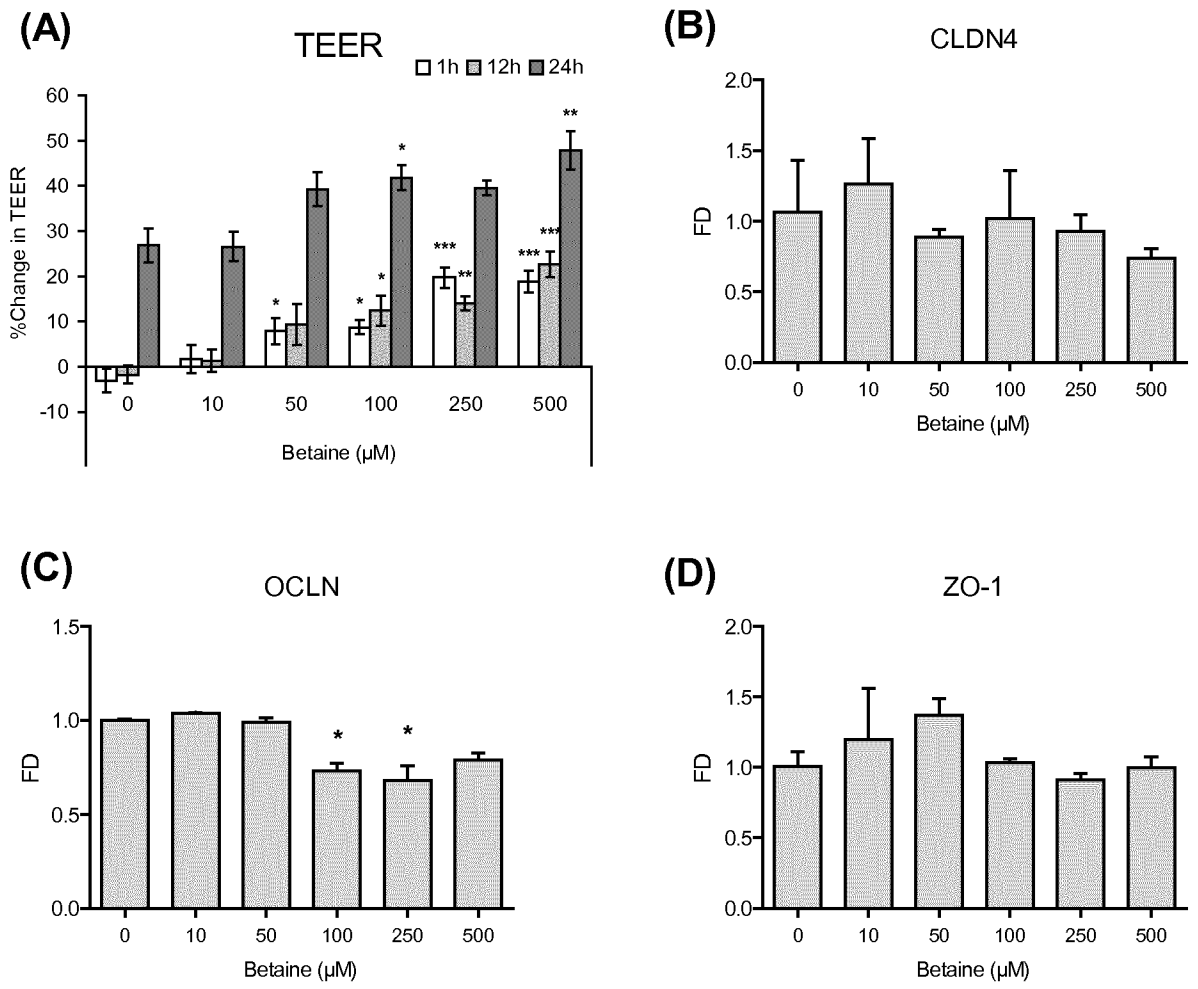 (A)
TEER
1h 12h 24h
%Change in TEER
60
50
40
30
20
10
0
-10
* * * * *** ** *** *** **
0 10 50 100 250 500
Betaine (µM)
(B)
CLDN4
FD
2.0
1.5
1.0
0.5
0.0
0 10 50 100 250 500
Betaine (µM)
(C)
OCLN
FD
1.5
1.0
0.5
0.0
* *
0 10 50 100 250 500
Betaine (µM)
(D)
ZO-1
FD
2.0
1.5
1.0
0.5
0.0
0 10 50 100 250 500
Betaine (µM)